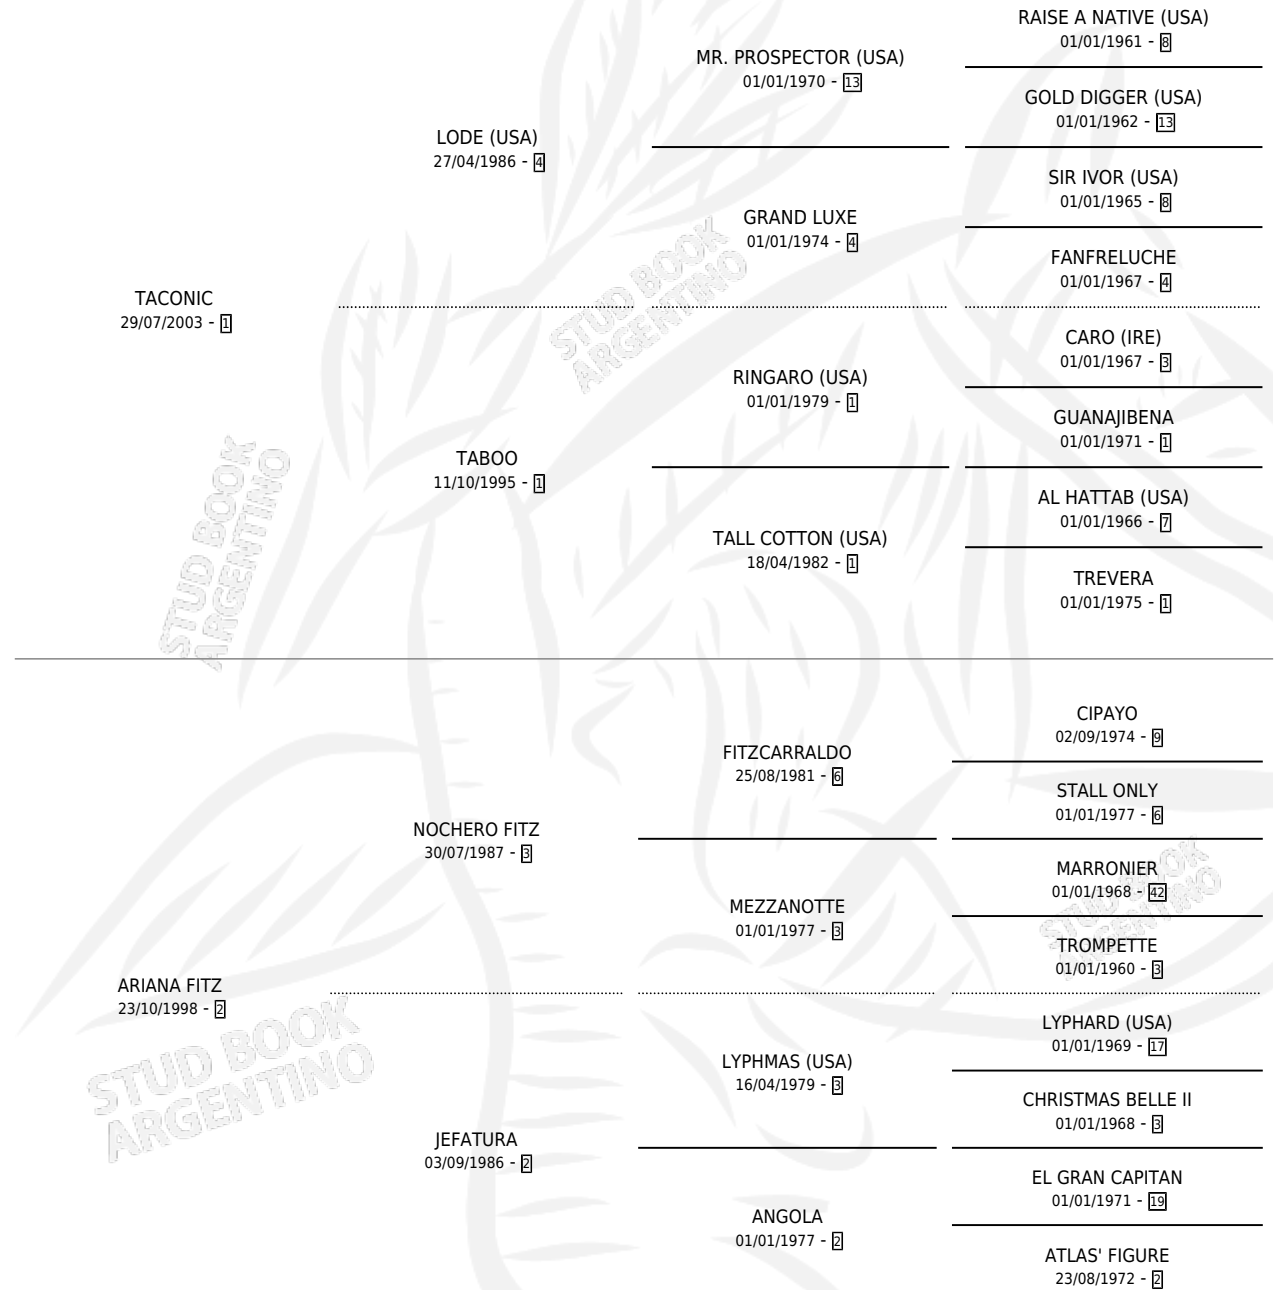 RAISE A NATIVE (USA)
01/01/1961 - 8
MR. PROSPECTOR (USA)
01/01/1970 - 13
GOLD DIGGER (USA)
01/01/1962 - 13
LODE (USA)
27/04/1986 - 4
SIR IVOR (USA)
01/01/1965 - 8
GRAND LUXE
01/01/1974 - 4
FANFRELUCHE
01/01/1967 - 4
STUD BOOK
ARGENTINO
TACONIC
29/07/2003 - 1
CARO (IRE)
01/01/1967 - 3
RINGARO (USA)
01/01/1979 - 1
GUANAJIBENA
01/01/1971 - 1
TABOO
11/10/1995 - 1
AL HATTAB (USA)
01/01/1966 - 7
TALL COTTON (USA)
18/04/1982 - 1
TREVERA
01/01/1975 - 1
STUD BOOK
ARGENTINO
CIPAYO
02/09/1974 - 9
FITZCARRALDO
25/08/1981 - 6
STALL ONLY
01/01/1977 - 6
NOCHERO FITZ
30/07/1987 - 3
MARRONIER
01/01/1968 - 42
MEZZANOTTE
01/01/1977 - 3
STUD BOOK
ARGENTINO
TROMPETTE
01/01/1960 - 3
ARIANA FITZ
23/10/1998 - 2
LYPHARD (USA)
01/01/1969 - 17
LYPHMAS (USA)
16/04/1979 - 3
CHRISTMAS BELLE II
01/01/1968 - 3
STUD BOOK
ARGENTINO
JEFATURA
03/09/1986 - 2
EL GRAN CAPITAN
01/01/1971 - 19
ANGOLA
01/01/1977 - 2
ATLAS' FIGURE
23/08/1972 - 2